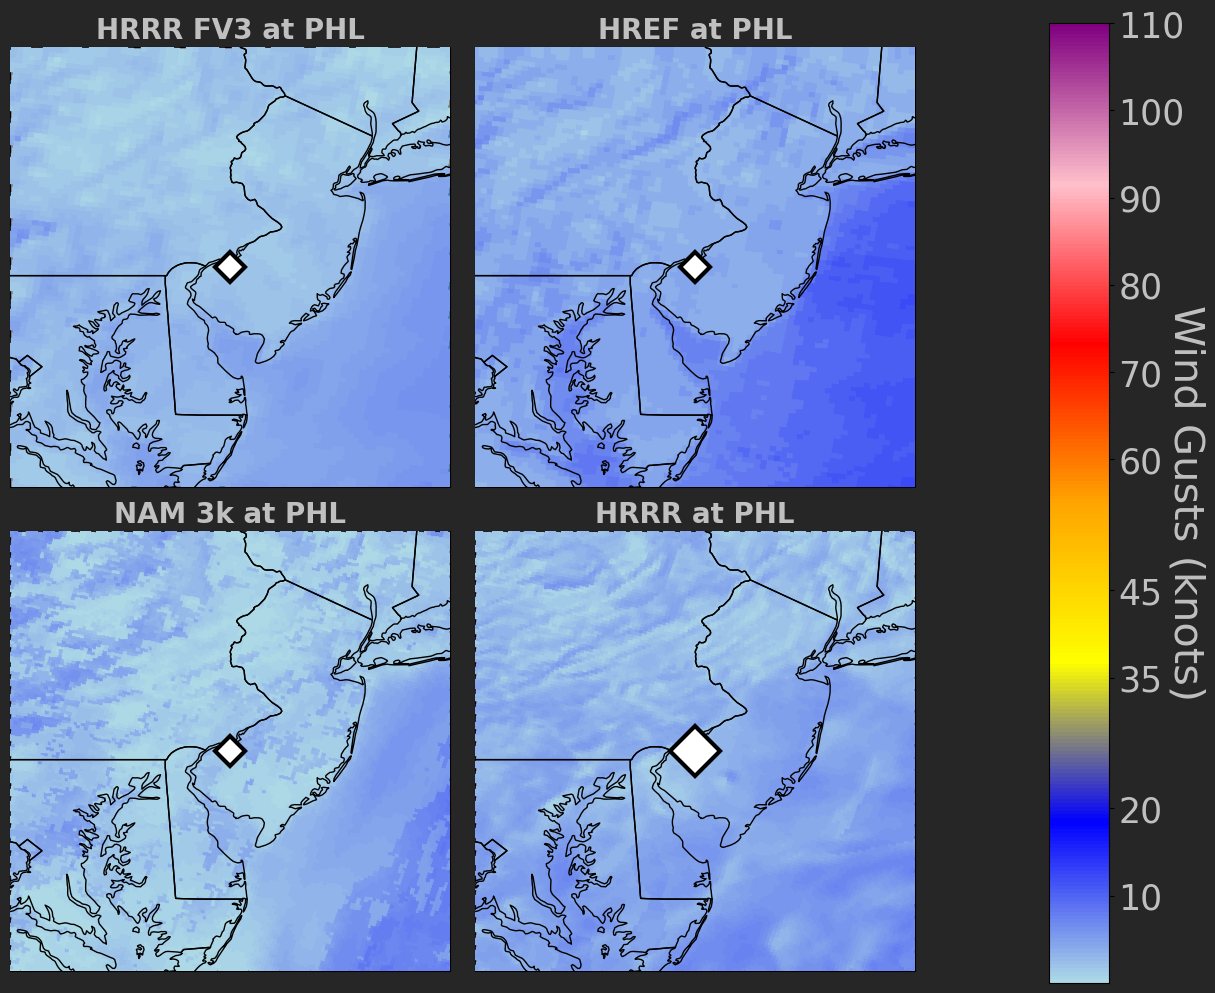 HRRR FV3 at PHL
HREF at PHL
NAM 3k at PHL
HRRR at PHL
110
100
90
80
70
60
45
35
20
10
Wind Gusts (knots)